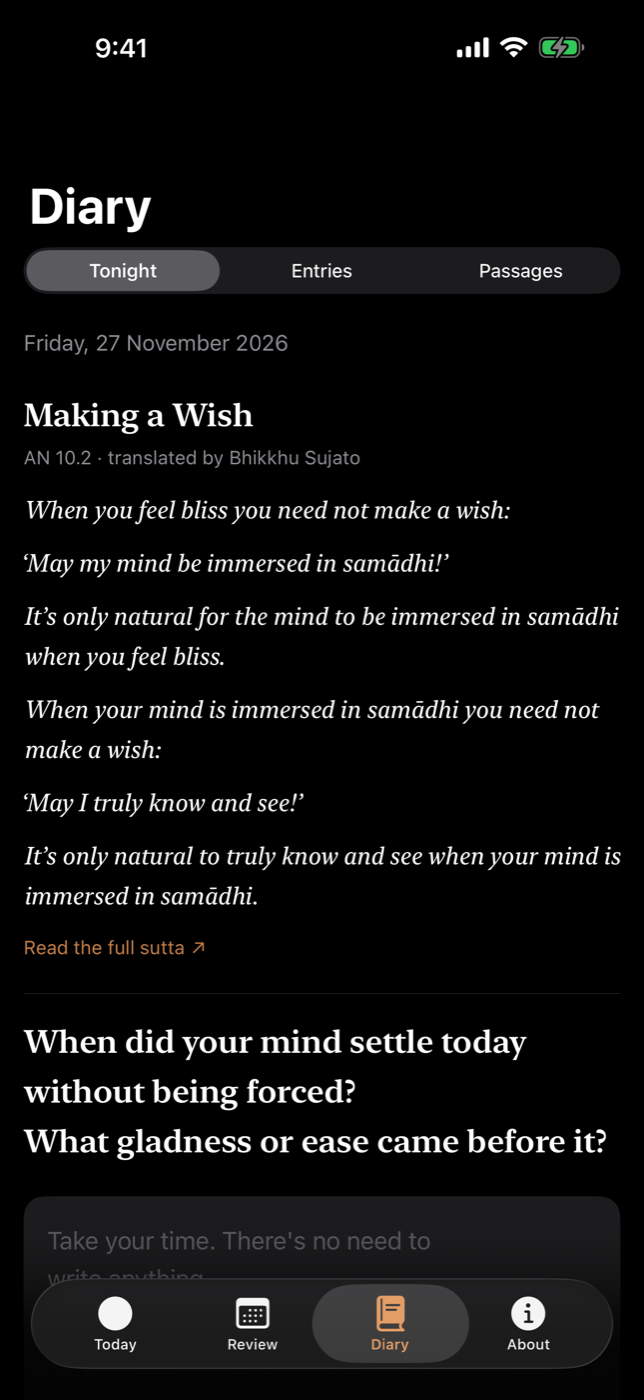 9:41
Diary
Tonight Entries Passages
Friday, 27 November 2026
Making a Wish
AN 10.2 · translated by Bhikkhu Sujato
When you feel bliss you need not make a wish:
‘May my mind be immersed in samādhi!’
It’s only natural for the mind to be immersed in samādhi
when you feel bliss.
When your mind is immersed in samādhi you need not
make a wish:
‘May I truly know and see!’
It’s only natural to truly know and see when your mind is
immersed in samādhi.
Read the full sutta ↗
When did your mind settle today
without being forced?
What gladness or ease came before it?
Take your time. There's no need to
write anything
Today Review Diary About